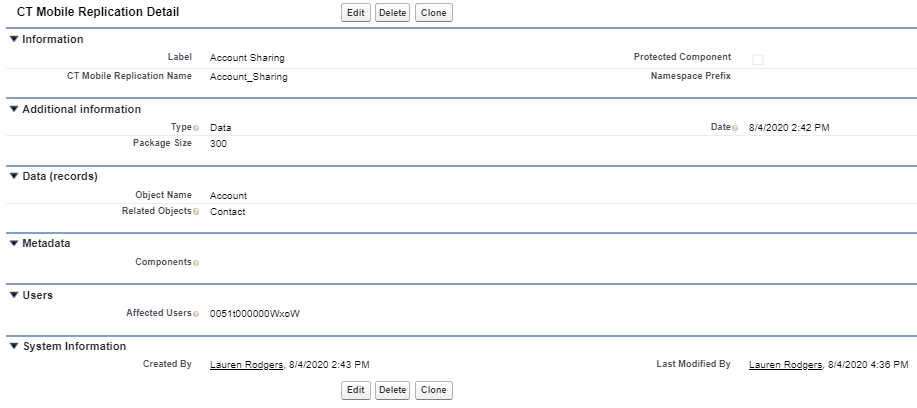 CT Mobile Replication Detail Edit Delete Clone
Information
Label Account Sharing Protected Component
CT Mobile Replication Name Account_Sharing Namespace Prefix
Additional information
Type Data Date 8/4/2020 2:42 PM
Package Size 300
Data (records)
Object Name Account
Related Objects Contact
Metadata
Components
Users
Affected Users 0051t000000WxoW
System Information
Created By Lauren Rodgers, 8/4/2020 2:43 PM Last Modified By Lauren Rodgers, 8/4/2020 4:36 PM
Edit Delete Clone